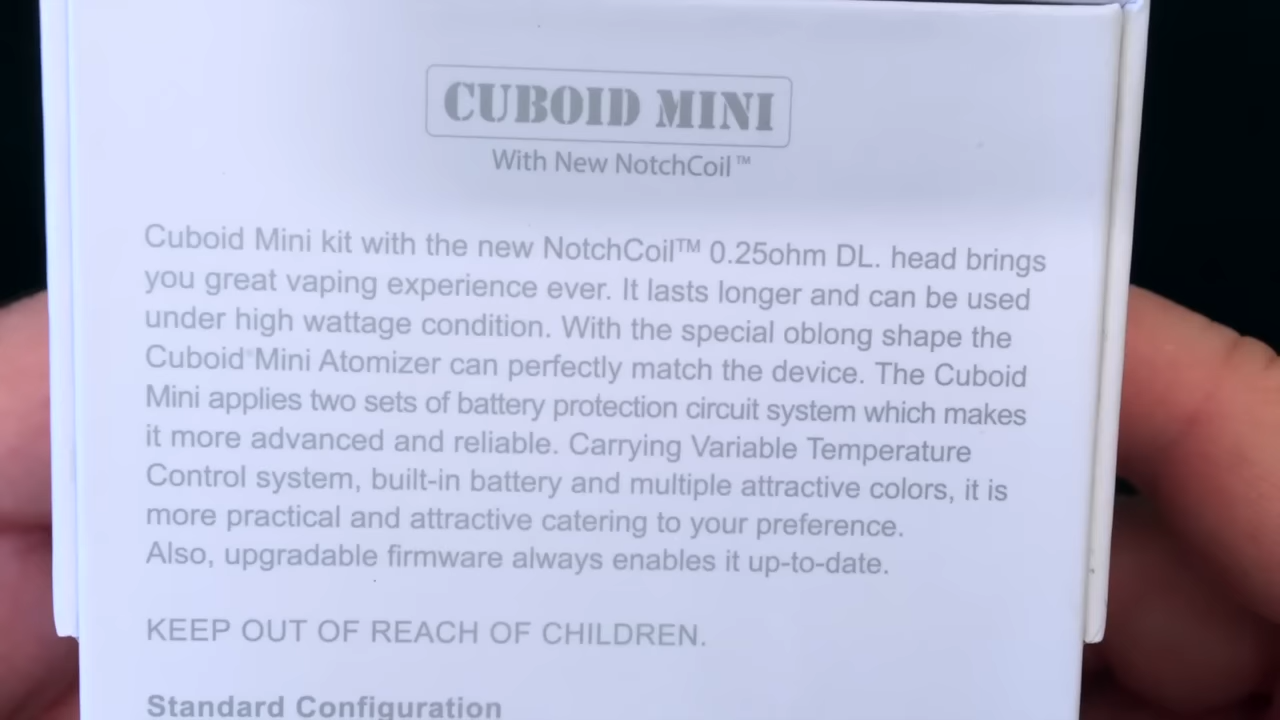 CUBOID MINI
With New NotchCoil™
Cuboid Mini kit with the new NotchCoil™ 0.25ohm DL. head brings
you great vaping experience ever. It lasts longer and can be used
under high wattage condition. With the special oblong shape the
Cuboid Mini Atomizer can perfectly match the device. The Cuboid
Mini applies two sets of battery protection circuit system which makes
it more advanced and reliable. Carrying Variable Temperature
Control system, built-in battery and multiple attractive colors, it is
more practical and attractive catering to your preference.
Also, upgradable firmware always enables it up-to-date.
KEEP OUT OF REACH OF CHILDREN.
Standard Configuration